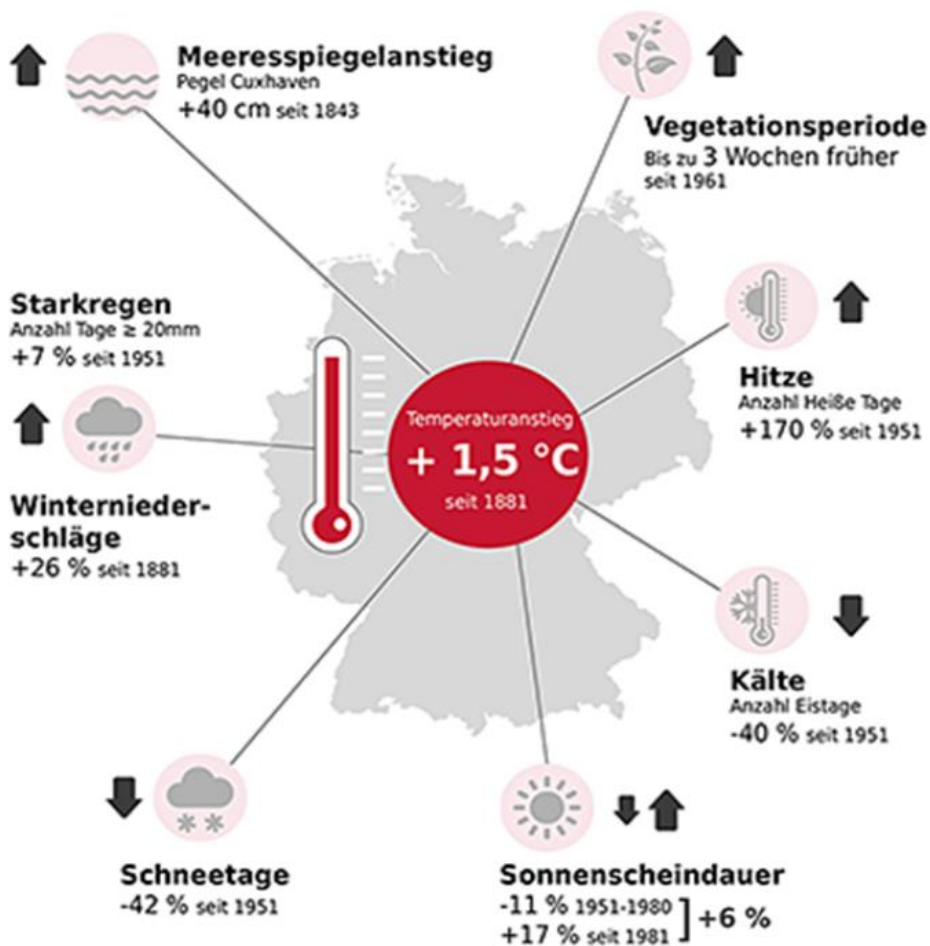 Meeresspiegelanstieg
Pegel Cuxhaven
+40 cm seit 1843
Vegetationsperiode
Bis zu 3 Wochen früher
seit 1961
Starkregen
Anzahl Tage ≥ 20mm
+7 % seit 1951
Hitze
Anzahl Heiße Tage
+170 % seit 1951
Temperaturanstieg
+ 1,5 °C
seit 1881
Winternieder-
schläge
+26 % seit 1881
Kälte
Anzahl Eistage
-40 % seit 1951
Schneetage
-42 % seit 1951
Sonnenscheindauer
-11 % 1951-1980
+17 % seit 1981
] +6 %